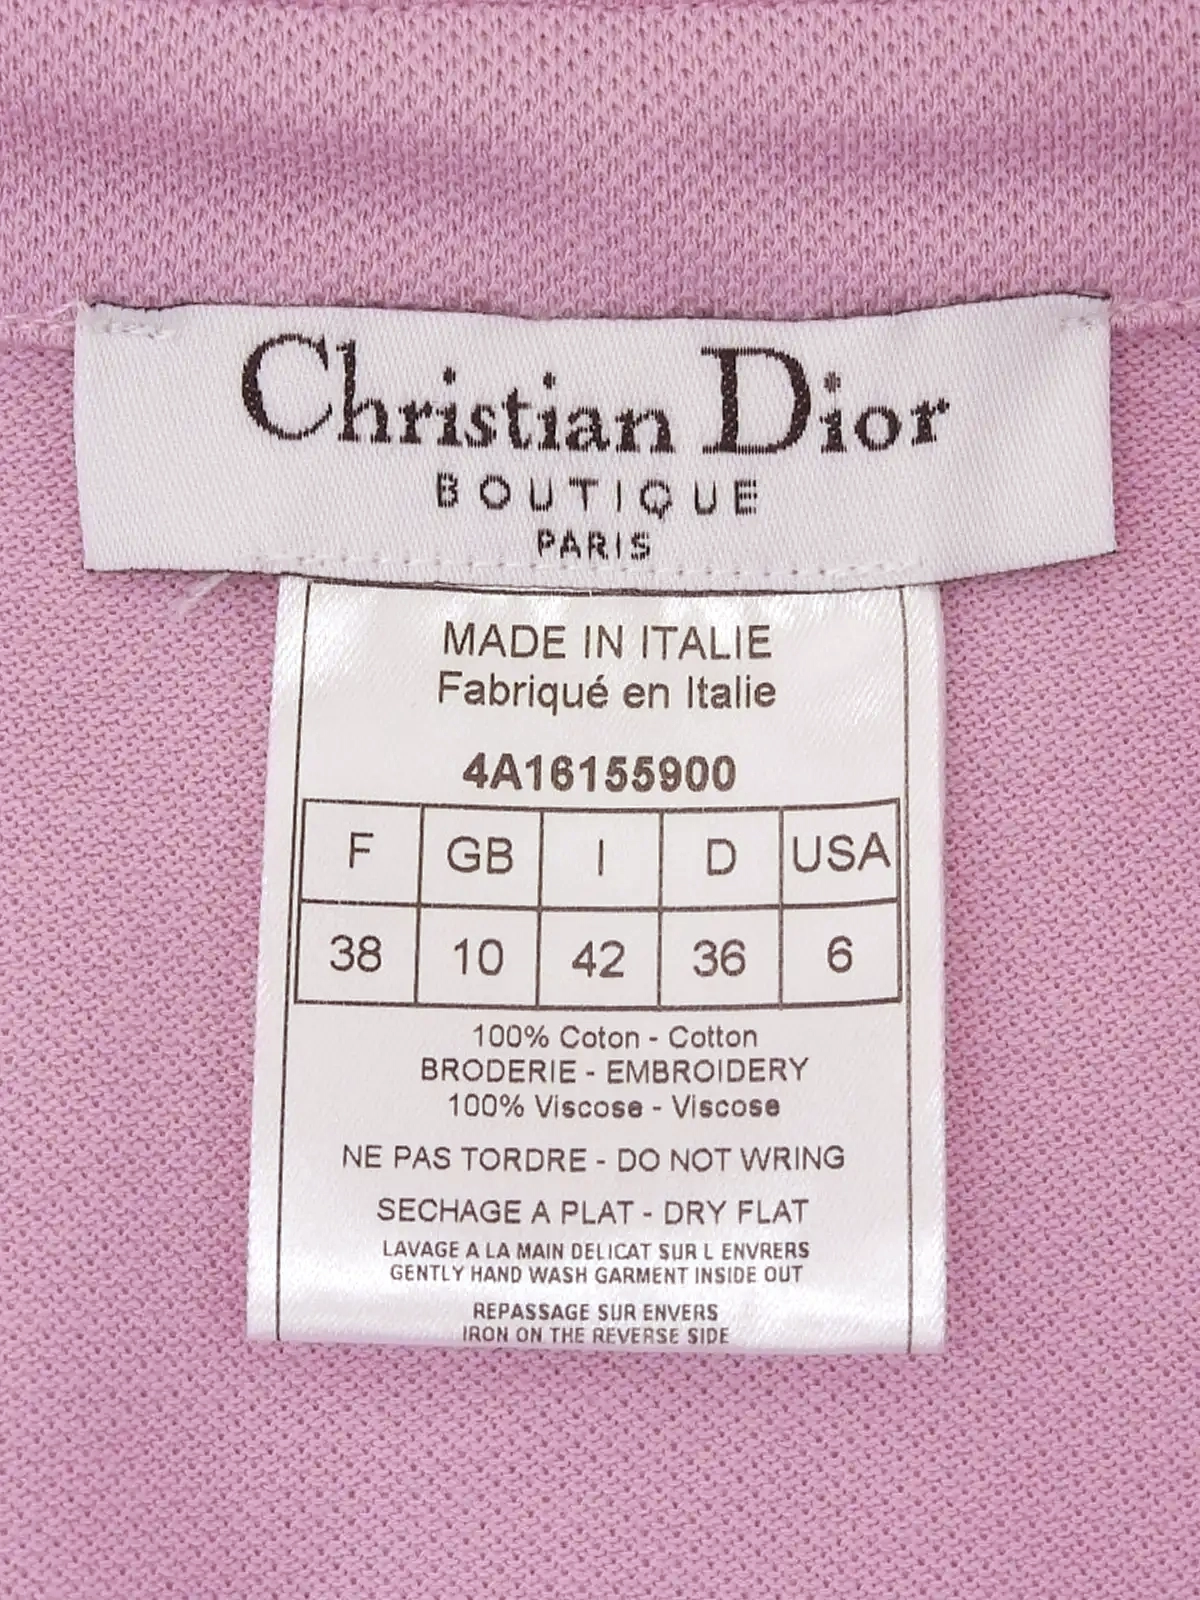 Christian Dior
BOUTIQUE
PARIS
MADE IN ITALIE
Fabriqué en Italie
4A16155900
F GB I D USA
38 10 42 36 6
100% Coton - Cotton
BRODERIE - EMBROIDERY
100% Viscose - Viscose
NE PAS TORDRE - DO NOT WRING
SECHAGE A PLAT - DRY FLAT
LAVAGE A LA MAIN DELICAT SUR L ENVRERS
GENTLY HAND WASH GARMENT INSIDE OUT
REPASSAGE SUR ENVERS
IRON ON THE REVERSE SIDE